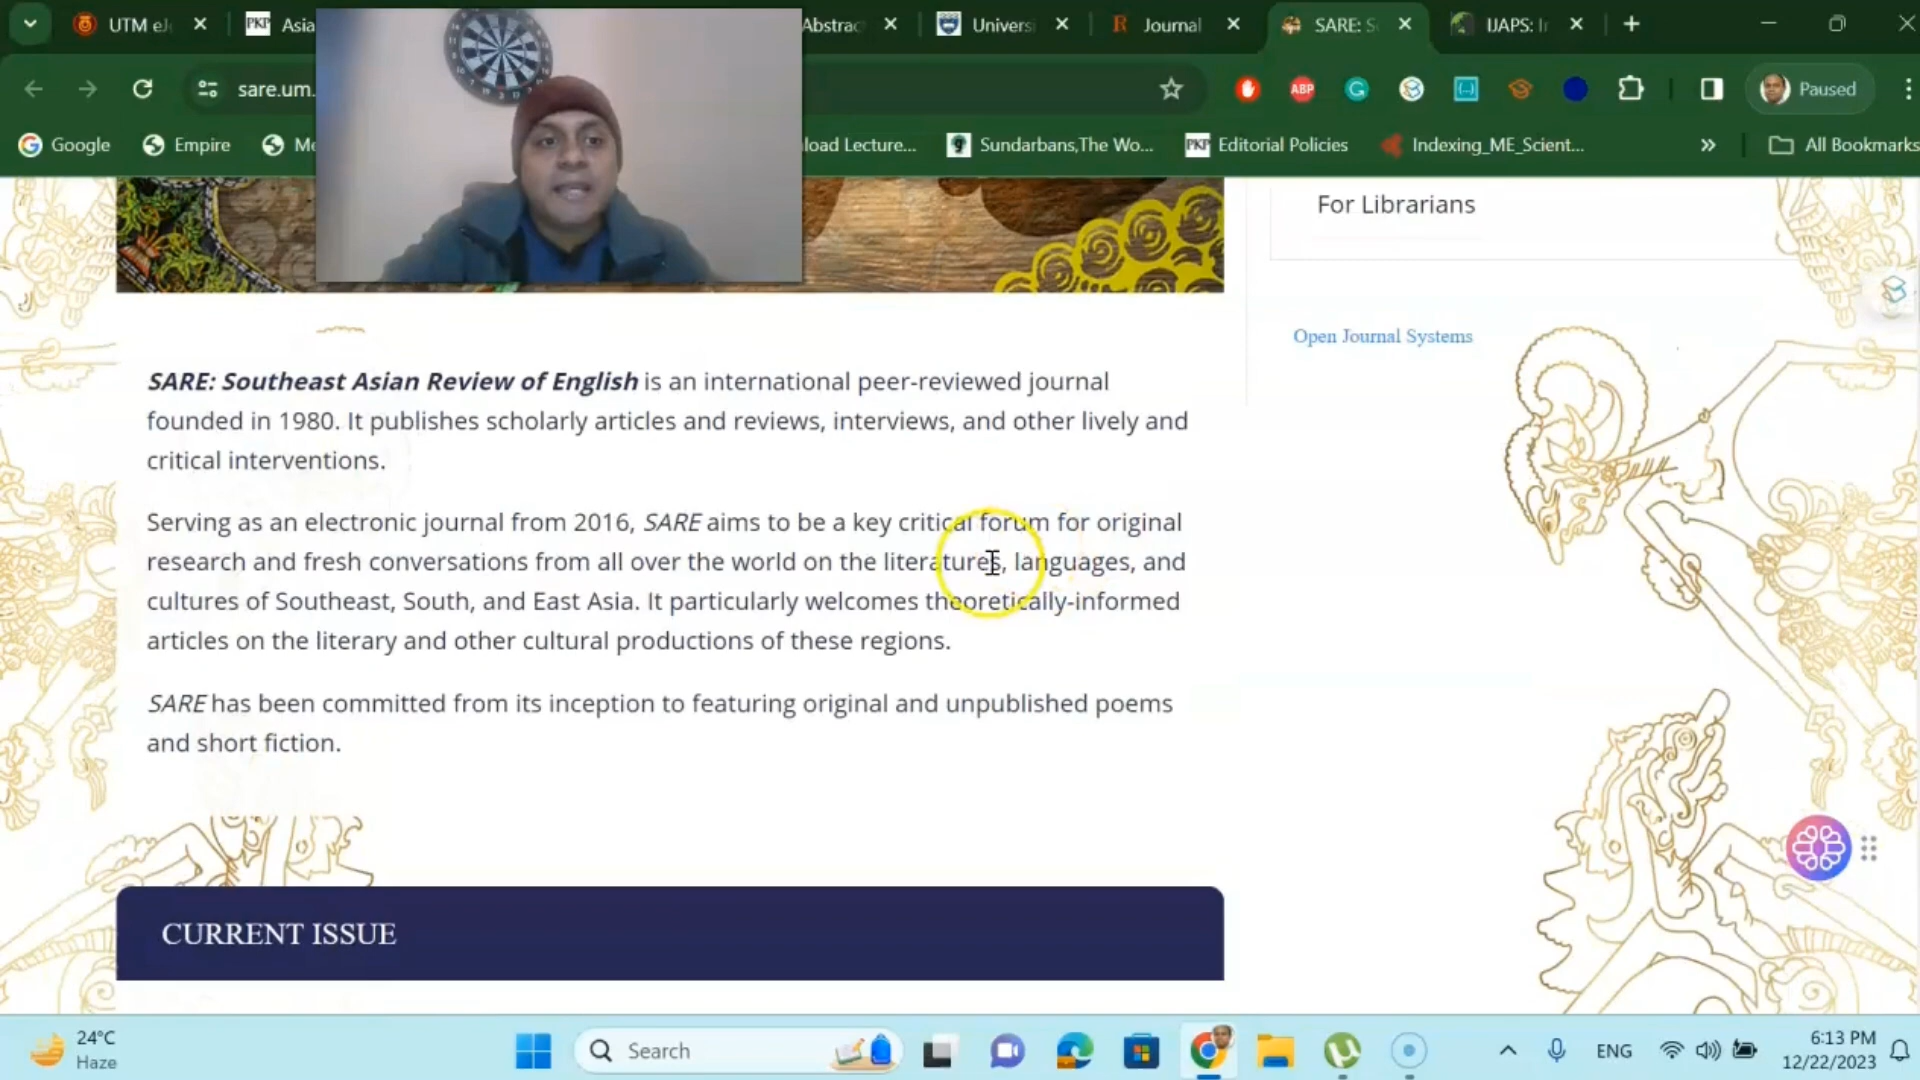 UTM eJ
PKP Asia
Abstrac
Univers
Journal
SARE: S
IJAPS: I
sare.um.
ABP
Paused
Google
Empire
Me
load Lecture...
Sundarbans,The Wo...
PKP Editorial Policies
Indexing_ME_Scient...
All Bookmarks
For Librarians
Open Journal Systems
SARE: Southeast Asian Review of English is an international peer-reviewed journal
founded in 1980. It publishes scholarly articles and reviews, interviews, and other lively and
critical interventions.
Serving as an electronic journal from 2016, SARE aims to be a key critical forum for original
research and fresh conversations from all over the world on the literatures, languages, and
cultures of Southeast, South, and East Asia. It particularly welcomes theoretically-informed
articles on the literary and other cultural productions of these regions.
SARE has been committed from its inception to featuring original and unpublished poems
and short fiction.
CURRENT ISSUE
24°C
Haze
Search
ENG
6:13 PM
12/22/2023